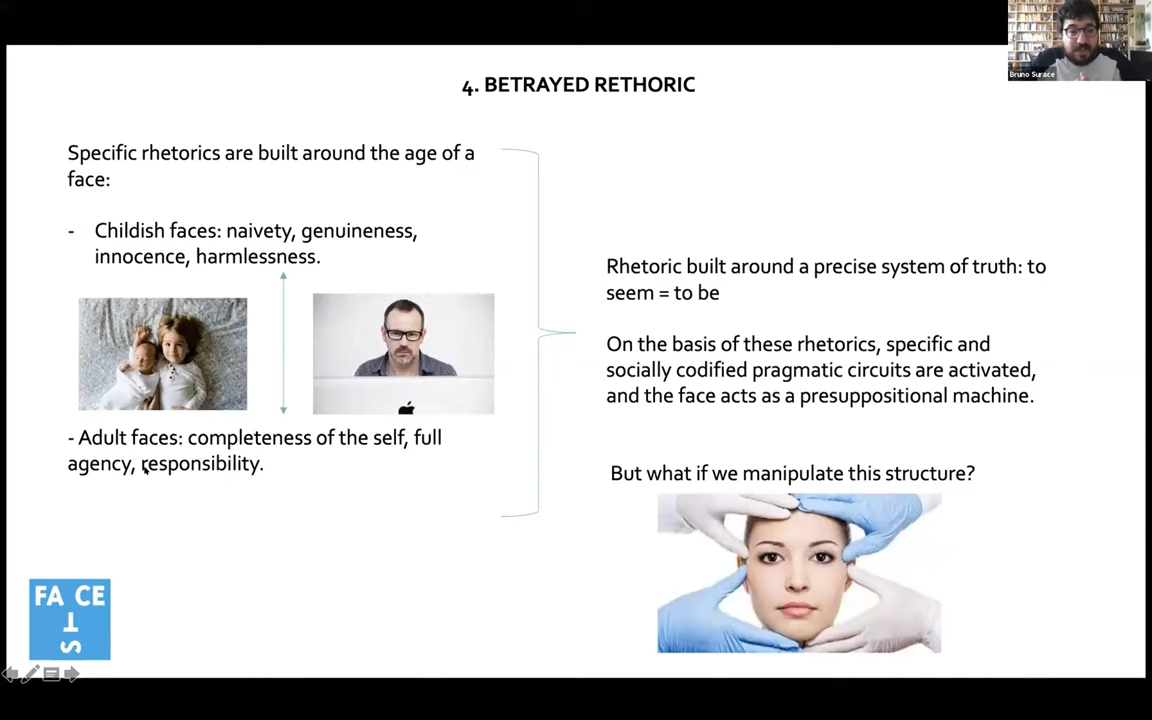 Bruno Surace
4. BETRAYED RETHORIC
Specific rhetorics are built around the age of a
face:
- Childish faces: naivety, genuineness,
innocence, harmlessness.
- Adult faces: completeness of the self, full
agency, responsibility.
Rhetoric built around a precise system of truth: to
seem = to be
On the basis of these rhetorics, specific and
socially codified pragmatic circuits are activated,
and the face acts as a presuppositional machine.
But what if we manipulate this structure?
FA CE
T
S